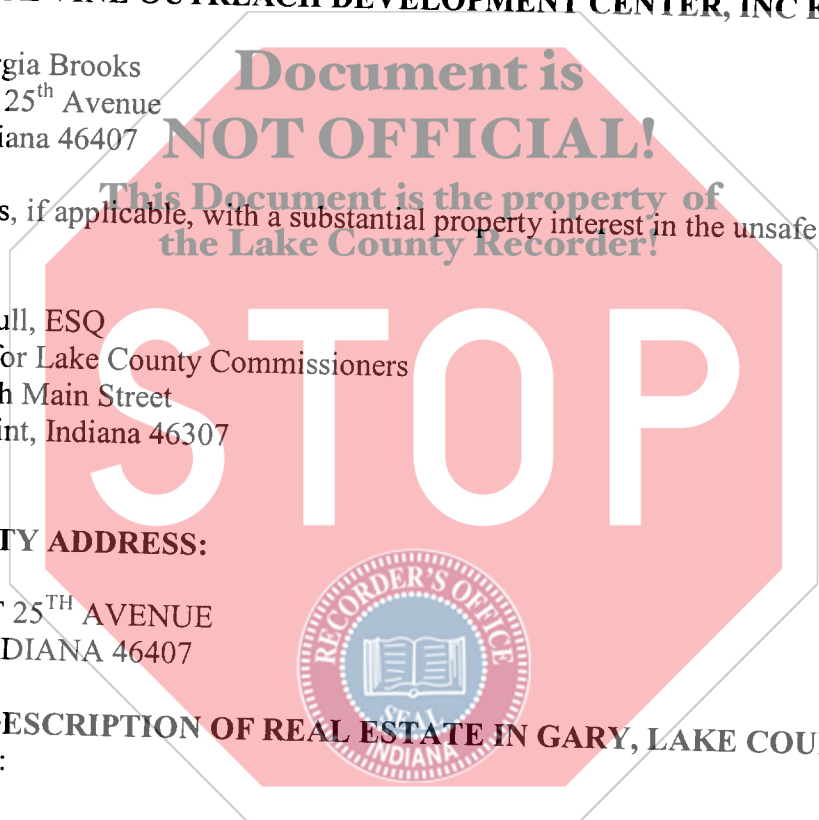 VINE OUTREACH DEVELOPMENT CENTER, INC
rgia Brooks
25th Avenue
iana 46407
Document is
NOT OFFICIAL!
This Document is the property of
the Lake County Recorder!
s, if applicable, with a substantial property interest in the unsafe
ull, ESQ
for Lake County Commissioners
h Main Street
int, Indiana 46307
STOP
TY ADDRESS:
25TH AVENUE
DIANA 46407
RECORDER'S OFFICE
SEAL
INDIANA
ESCRIPTION OF REAL ESTATE IN GARY, LAKE COU
: